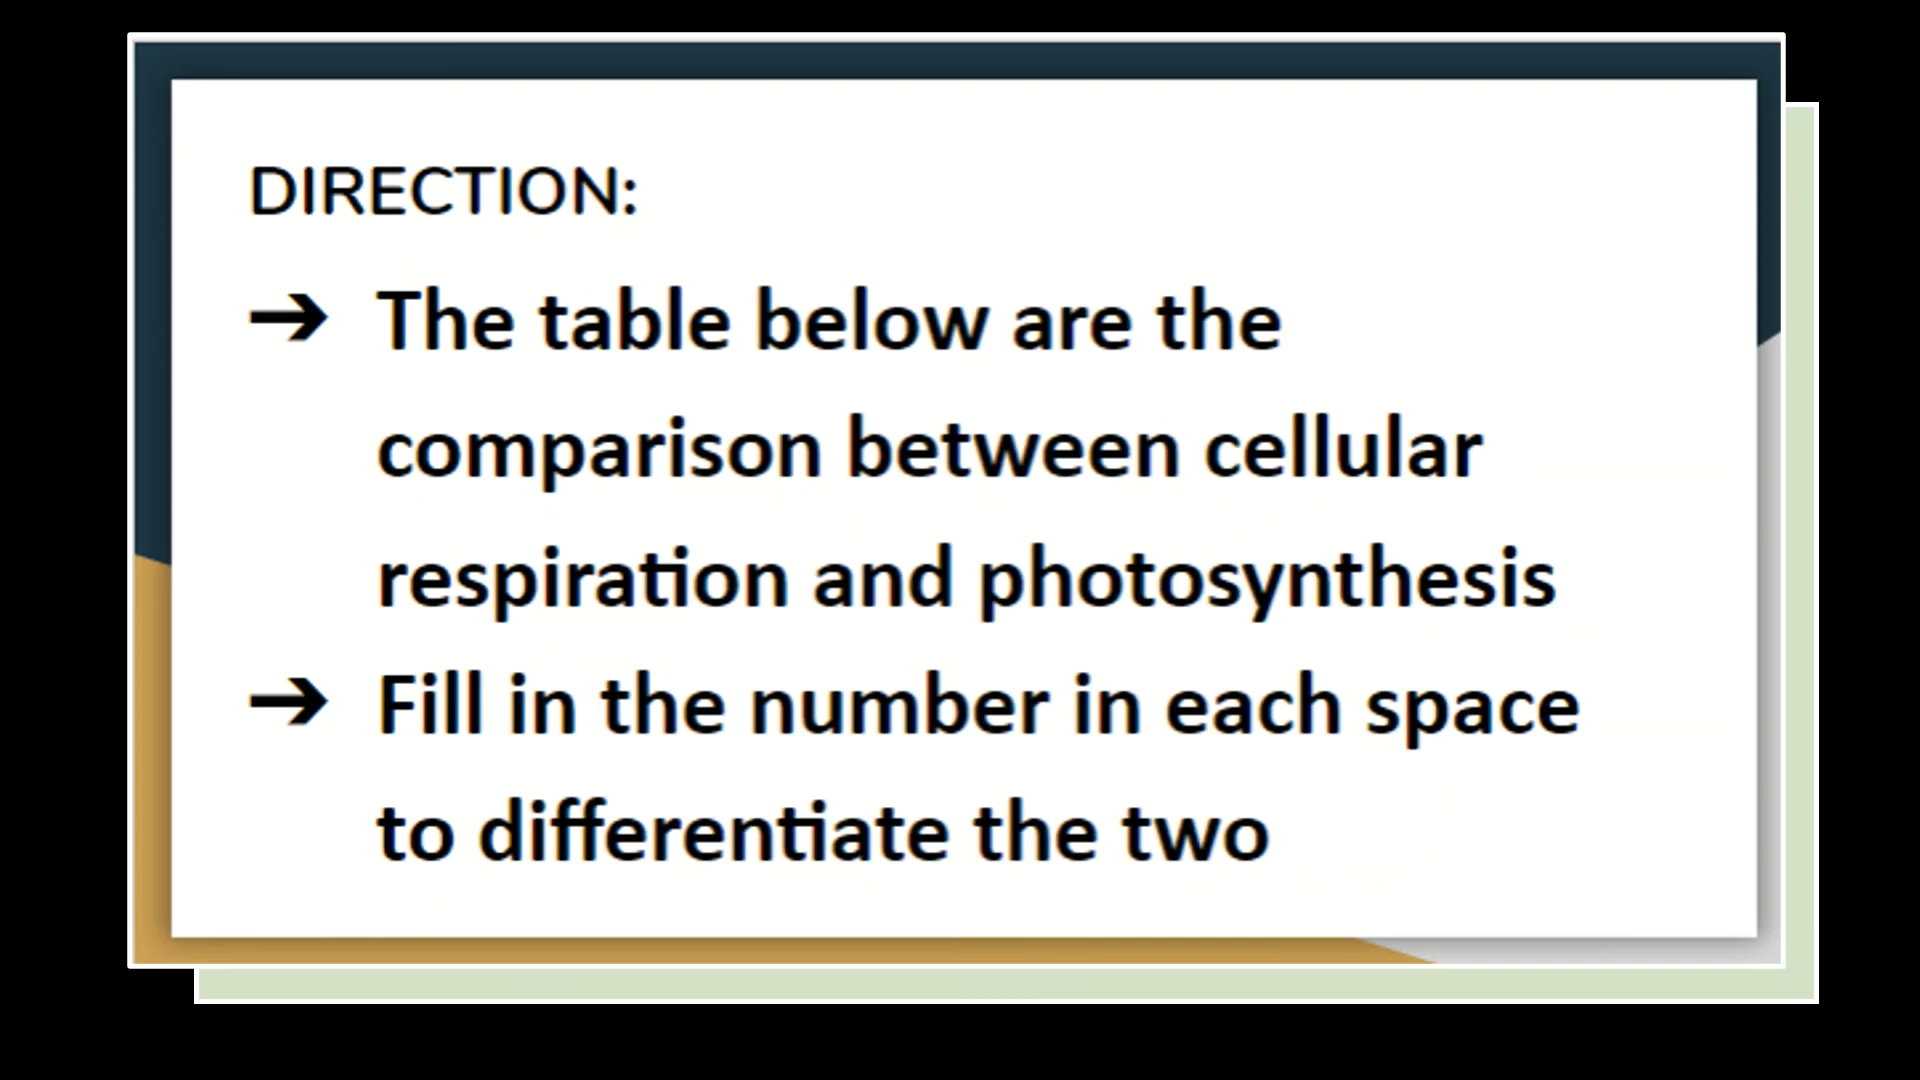 DIRECTION:
➔ The table below are the
comparison between cellular
respiration and photosynthesis
➔ Fill in the number in each space
to differentiate the two